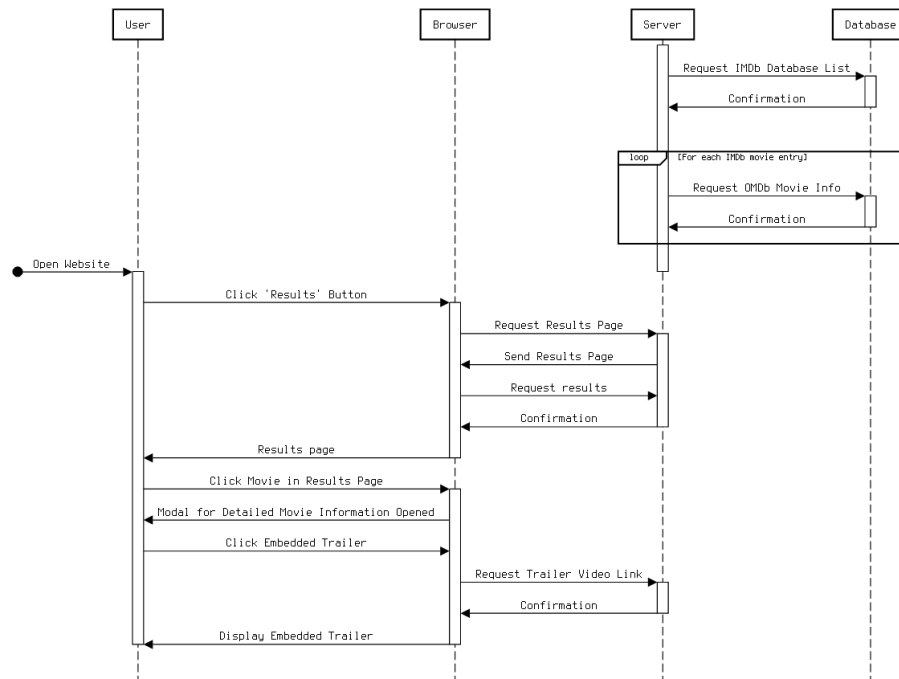 User
Browser
Server
Database
Request IMDb Database List
Confirmation
loop
[For each IMDb movie entry]
Request OMDb Movie Info
Confirmation
Open Website
Click 'Results' Button
Request Results Page
Send Results Page
Request results
Confirmation
Results page
Click Movie in Results Page
Modal for Detailed Movie Information Opened
Click Embedded Trailer
Request Trailer Video Link
Confirmation
Display Embedded Trailer